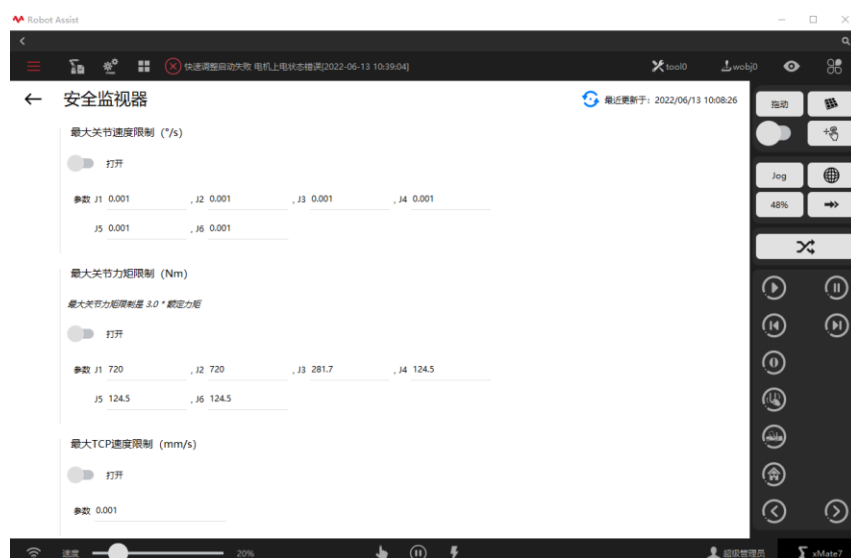 Robot Assist
快速调整启动失败 电机上电状态错误[2022-06-13 10:39:04]
tool0
wobj0
安全监视器
最近更新于: 2022/06/13 10:08:26
拖动
最大关节速度限制 (°/s)
打开
参数 J1 0.001 , J2 0.001 , J3 0.001 , J4 0.001
J5 0.001 , J6 0.001
Jog
48%
最大关节力矩限制 (Nm)
最大关节力矩限制是 3.0 * 额定力矩
打开
参数 J1 720 , J2 720 , J3 281.7 , J4 124.5
J5 124.5 , J6 124.5
最大TCP速度限制 (mm/s)
打开
参数 0.001
速度 20%
超级管理员
xMate7